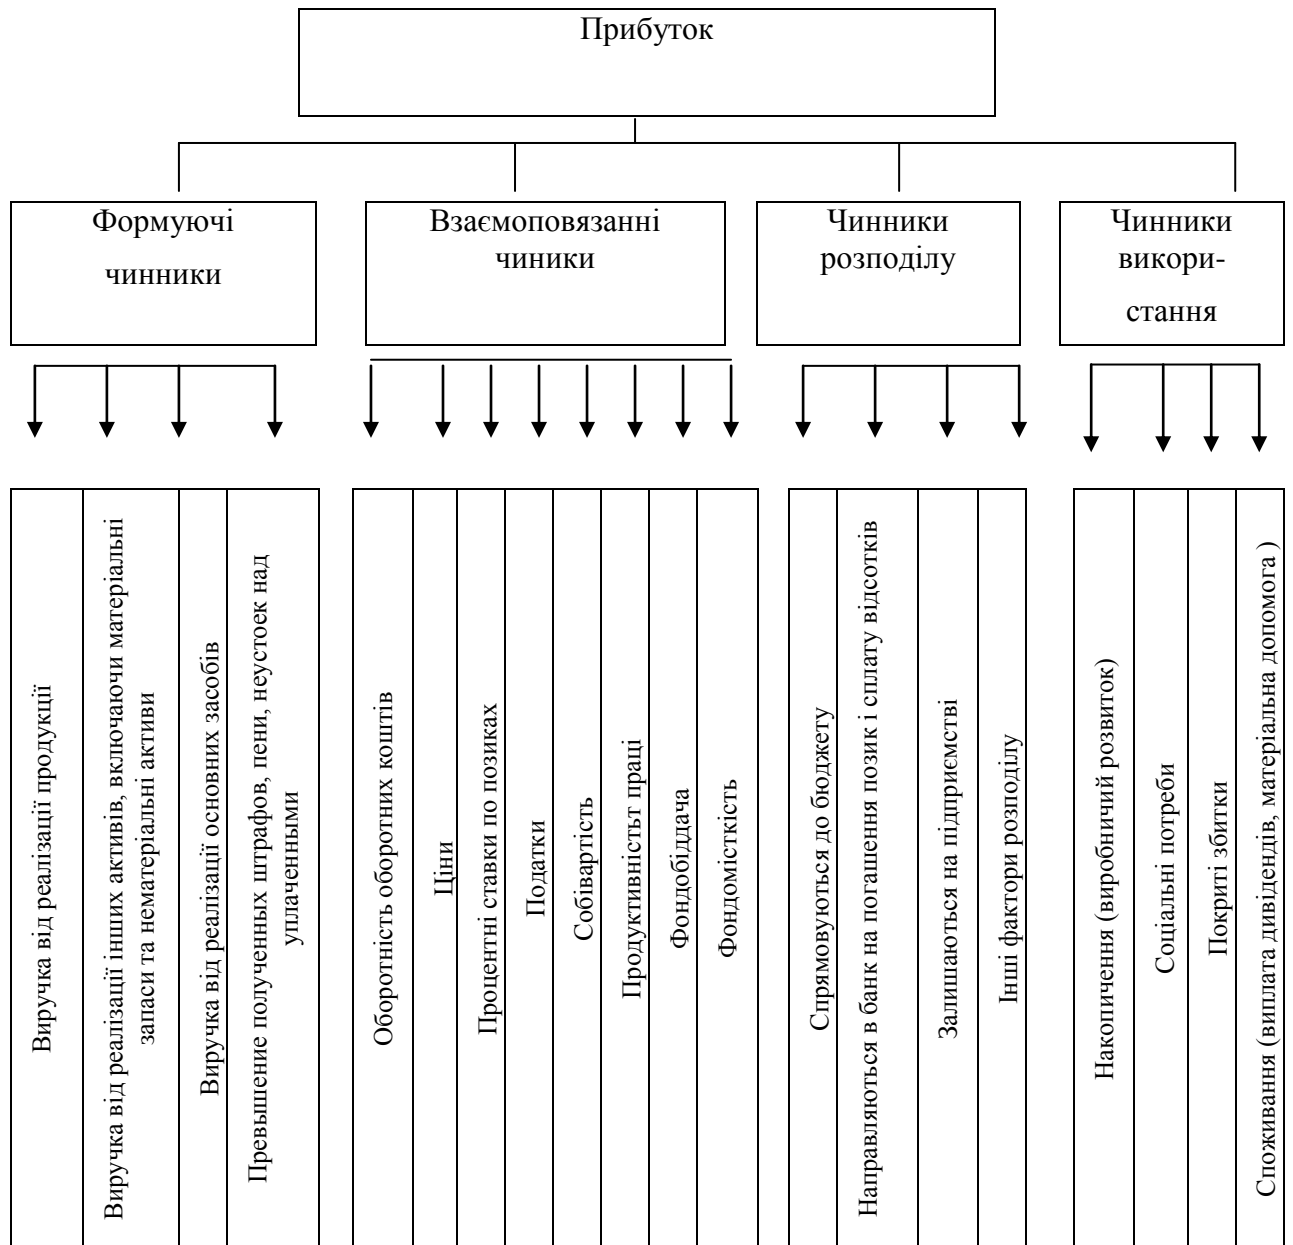 Прибуток
Формуючі
чинники
Взаємоповязанні
чиники
Чинники
розподілу
Чинники
викори-
стання
Виручка від реалізації продукції
Виручка від реалізації інших активів, включаючи матеріальні
запаси та нематеріальні активи
Виручка від реалізації основних засобів
Превышение полученных штрафов, пени, неустоек над
уплаченными
Оборотність оборотних коштів
Ціни
Процентні ставки по позиках
Податки
Собівартість
Продуктивністьт праці
Фондобіддача
Фондомісткість
Спрямовуються до бюджету
Направляються в банк на погашення позик і сплату відсотків
Залишаються на підприємстві
Інші фактори розподілу
Накопичення (виробничий розвиток)
Соціальні потреби
Покриті збитки
Споживання (виплата дивідендів, матеріальна допомога )